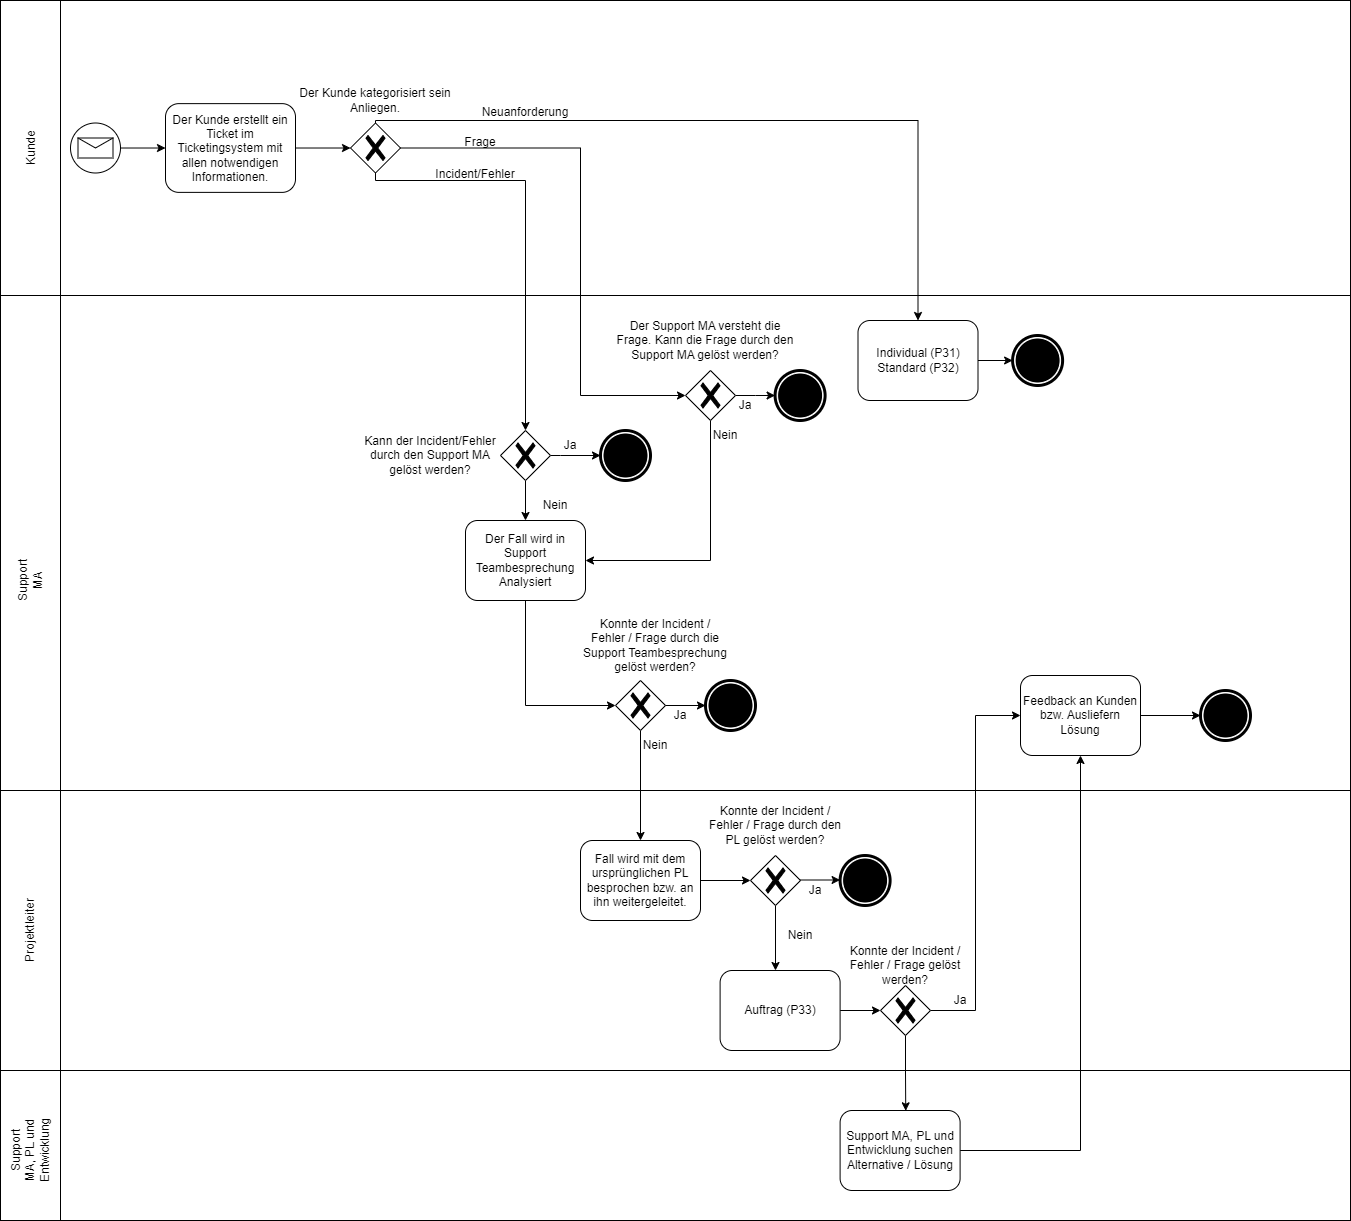 Kunde
Der Kunde erstellt ein
Ticket im
Ticketingsystem mit
allen notwendigen
Informationen.
Der Kunde kategorisiert sein
Anliegen.
Neuanforderung
Frage
Incident/Fehler
Support
MA
Der Support MA versteht die
Frage. Kann die Frage durch den
Support MA gelöst werden?
Ja
Nein
Individual (P31)
Standard (P32)
Kann der Incident/Fehler
durch den Support MA
gelöst werden?
Ja
Nein
Der Fall wird in
Support
Teambesprechung
Analysiert
Konnte der Incident /
Fehler / Frage durch die
Support Teambesprechung
gelöst werden?
Ja
Nein
Feedback an Kunden
bzw. Ausliefern
Lösung
Projektleiter
Fall wird mit dem
ursprünglichen PL
besprochen bzw. an
ihn weitergeleitet.
Konnte der Incident /
Fehler / Frage durch den
PL gelöst werden?
Ja
Nein
Auftrag (P33)
Konnte der Incident /
Fehler / Frage gelöst
werden?
Ja
Support
MA, PL und
Entwicklung
Support MA, PL und
Entwicklung suchen
Alternative / Lösung